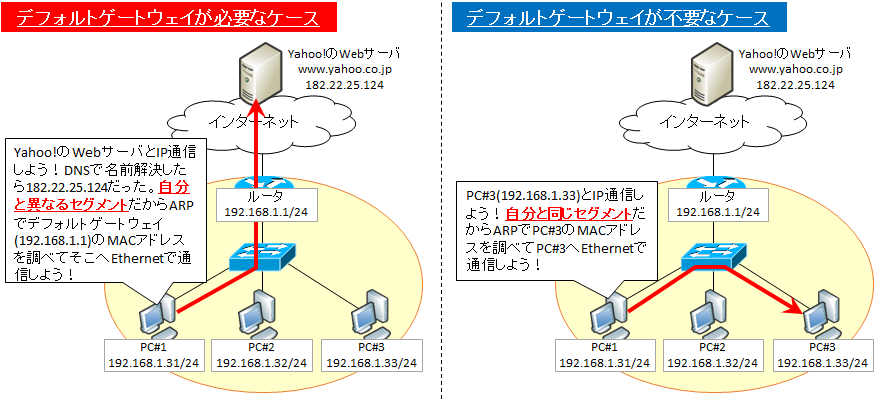 デフォルトゲートウェイが必要なケース
Yahoo!のWebサーバ
www.yahoo.co.jp
182.22.25.124
インターネット
Yahoo!のWebサーバとIP通信
しよう！DNSで名前解決した
ら182.22.25.124だった。自分
と異なるセグメントだからARP
でデフォルトゲートウェイ
(192.168.1.1)のMACアドレス
を調べてそこへEthernetで通
信しよう！
ルータ
192.168.1.1/24
PC#1
192.168.1.31/24
PC#2
192.168.1.32/24
PC#3
192.168.1.33/24
デフォルトゲートウェイが不要なケース
Yahoo!のWebサーバ
www.yahoo.co.jp
182.22.25.124
インターネット
PC#3(192.168.1.33)とIP通信し
よう！自分と同じセグメントだ
からARPでPC#3のMACアドレ
スを調べてPC#3へEthernetで
通信しよう！
ルータ
192.168.1.1/24
PC#1
192.168.1.31/24
PC#2
192.168.1.32/24
PC#3
192.168.1.33/24